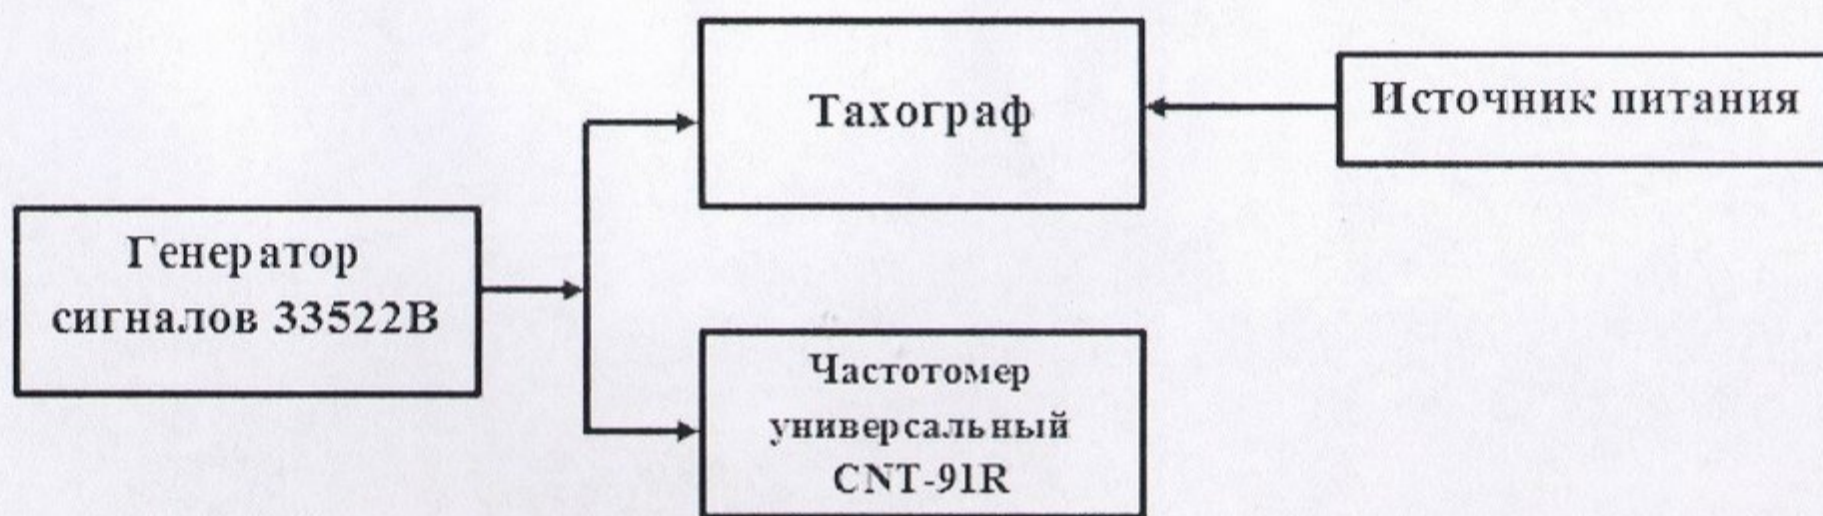 Тахограф
Источник питания
Генератор
сигналов 33522B
Частотомер
универсальный
CNT-91R